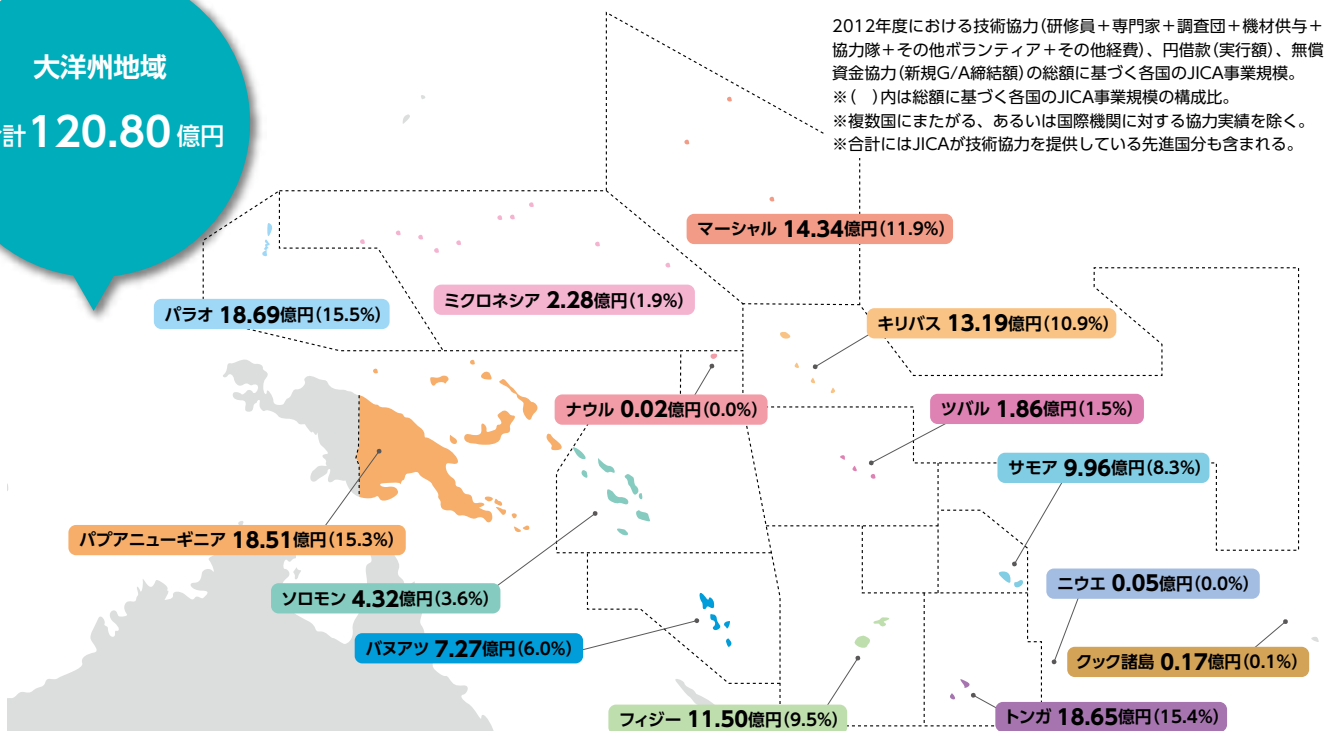 大洋州地域
計120.80億円
2012年度における技術協力(研修員＋専門家＋調査団＋機材供与＋
協力隊＋その他ボランティア＋その他経費)、円借款(実行額)、無償
資金協力(新規G/A締結額)の総額に基づく各国のJICA事業規模。
※(　)内は総額に基づく各国のJICA事業規模の構成比。
※複数国にまたがる、あるいは国際機関に対する協力実績を除く。
※合計にはJICAが技術協力を提供している先進国分も含まれる。
マーシャル 14.34億円(11.9%)
ミクロネシア 2.28億円(1.9%)
パラオ 18.69億円(15.5%)
キリバス 13.19億円(10.9%)
ナウル 0.02億円(0.0%)
ツバル 1.86億円(1.5%)
サモア 9.96億円(8.3%)
パプアニューギニア 18.51億円(15.3%)
ニウエ 0.05億円(0.0%)
ソロモン 4.32億円(3.6%)
バヌアツ 7.27億円(6.0%)
クック諸島 0.17億円(0.1%)
フィジー 11.50億円(9.5%)
トンガ 18.65億円(15.4%)